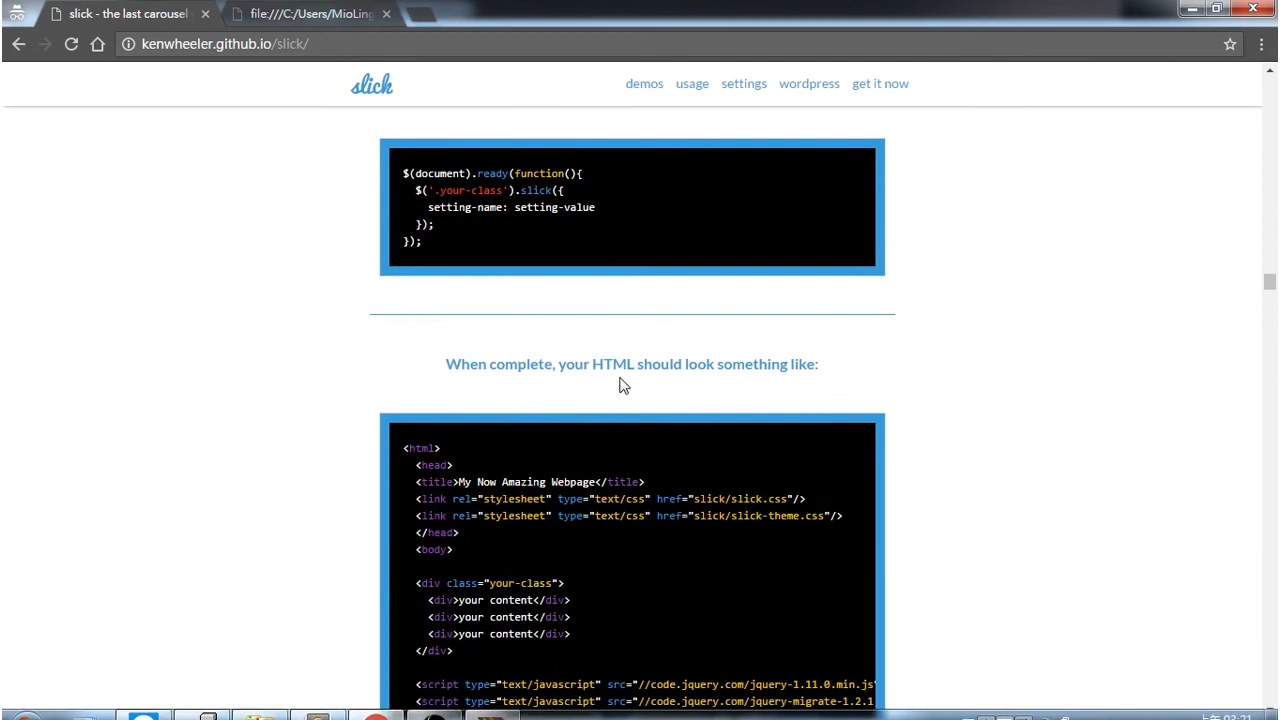 slick - the last carousel
file:///C:/Users/MioLing
kenwheeler.github.io/slick/
slick
demos usage settings wordpress get it now
$(document).ready(function(){
$('.your-class').slick({
setting-name: setting-value
});
});
When complete, your HTML should look something like:
<html>
<head>
<title>My Now Amazing Webpage</title>
<link rel="stylesheet" type="text/css" href="slick/slick.css"/>
<link rel="stylesheet" type="text/css" href="slick/slick-theme.css"/>
</head>
<body>
<div class="your-class">
<div>your content</div>
<div>your content</div>
<div>your content</div>
</div>
<script type="text/javascript" src="//code.jquery.com/jquery-1.11.0.min.js"
<script type="text/javascript" src="//code.jquery.com/jquery-migrate-1.2.1